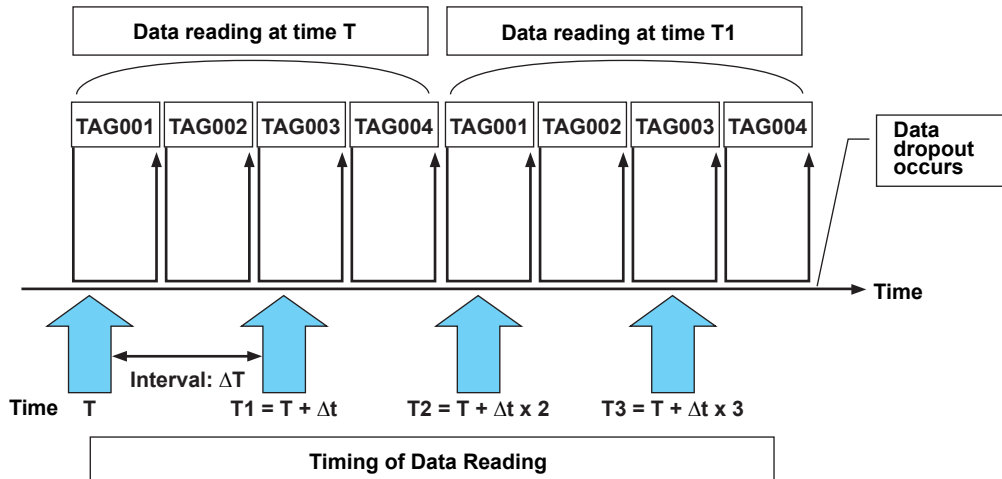 Data reading at time T
Data reading at time T1
TAG001 TAG002 TAG003 TAG004 TAG001 TAG002 TAG003 TAG004
Data
dropout
occurs
Time
Interval: ΔT
Time T T1 = T + Δt T2 = T + Δt x 2 T3 = T + Δt x 3
Timing of Data Reading